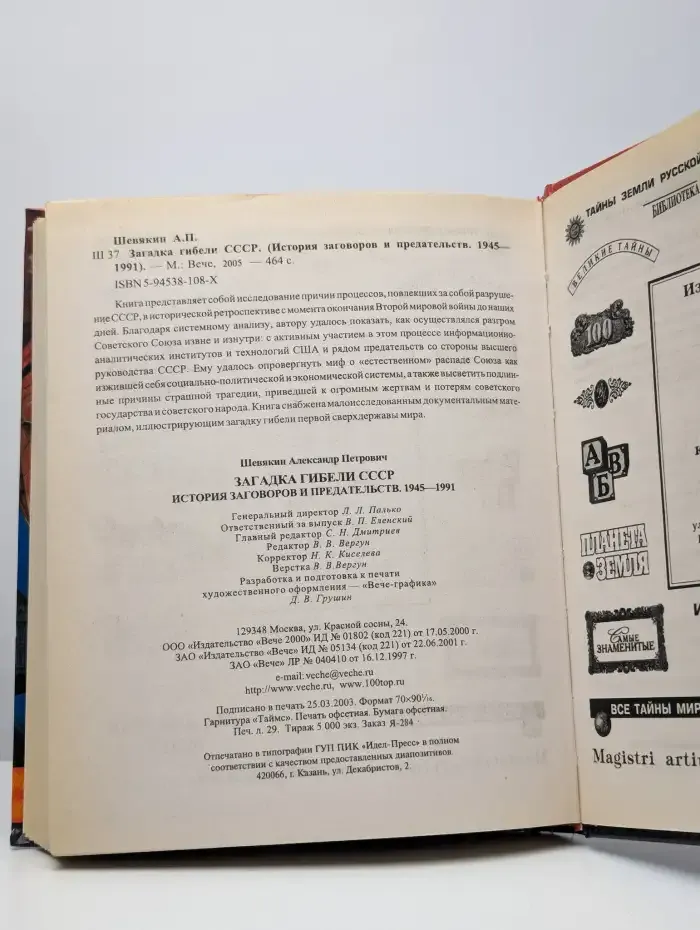 Шевякин А.П.
Ш 37 Загадка гибели СССР. (История заговоров и предательств. 1945—
1991). — М.: Вече, 2005 — 464 с.
ISBN 5-94538-108-X
Книга представляет собой исследование причин процессов, повлекших за собой разруше-
ние СССР, в исторической ретроспективе с момента окончания Второй мировой войны до наших
дней. Благодаря системному анализу, автору удалось показать, как осуществлялся разгром
Советского Союза извне и изнутри: с активным участием в этом процессе информационно-
аналитических институтов и технологий США и рядом предательств со стороны высшего
руководства СССР. Ему удалось опровергнуть миф о «естественном» распаде Союза как
изжившей себя социально-политической и экономической системы, а также высветить подлин-
ные причины страшной трагедии, приведшей к огромным жертвам и потерям советского
государства и советского народа. Книга снабжена малоисследованным документальным мате-
риалом, иллюстрирующим загадку гибели первой сверхдержавы мира.
Шевякин Александр Петрович
ЗАГАДКА ГИБЕЛИ СССР
ИСТОРИЯ ЗАГОВОРОВ И ПРЕДАТЕЛЬСТВ. 1945—1991
Генеральный директор Л. Л. Палько
Ответственный за выпуск В. П. Еленский
Главный редактор С. Н. Дмитриев
Редактор В. В. Вергун
Корректор Н. К. Киселева
Верстка В. В.Вергун
Разработка и подготовка к печати
художественного оформления — «Вече-графика»
Д. В. Грушин
129348 Москва, ул. Красной сосны, 24.
ООО «Издательство «Вече 2000» ИД № 01802 (код 221) от 17.05.2000 г.
ЗАО «Издательство «Вече» ИД № 05134 (код 221) от 22.06.2001 г.
ЗАО «Вече» ЛР № 040410 от 16.12.1997 г.
e-mail: veche@veche.ru
http://www.veche.ru, www.100top.ru
Подписано в печать 25.03.2003. Формат 70×90 1/16.
Гарнитура «Таймс». Печать офсетная. Бумага офсетная.
Печ. л. 29. Тираж 5 000 экз. Заказ Я-284
Отпечатано в типографии ГУП ПИК «Идел-Пресс» в полном
соответствии с качеством предоставленных диапозитивов.
420066, г. Казань, ул. Декабристов, 2.
ТАЙНЫ ЗЕМЛИ РУССКОЙ
БИБЛИОТЕКА
ВЕЛИКИЕ ТАЙНЫ
100
АБВ
ПЛАНЕТА
ЗЕМЛЯ
САМЫЕ
ЗНАМЕНИТЫЕ
ВСЕ ТАЙНЫ МИР
Magistri arti